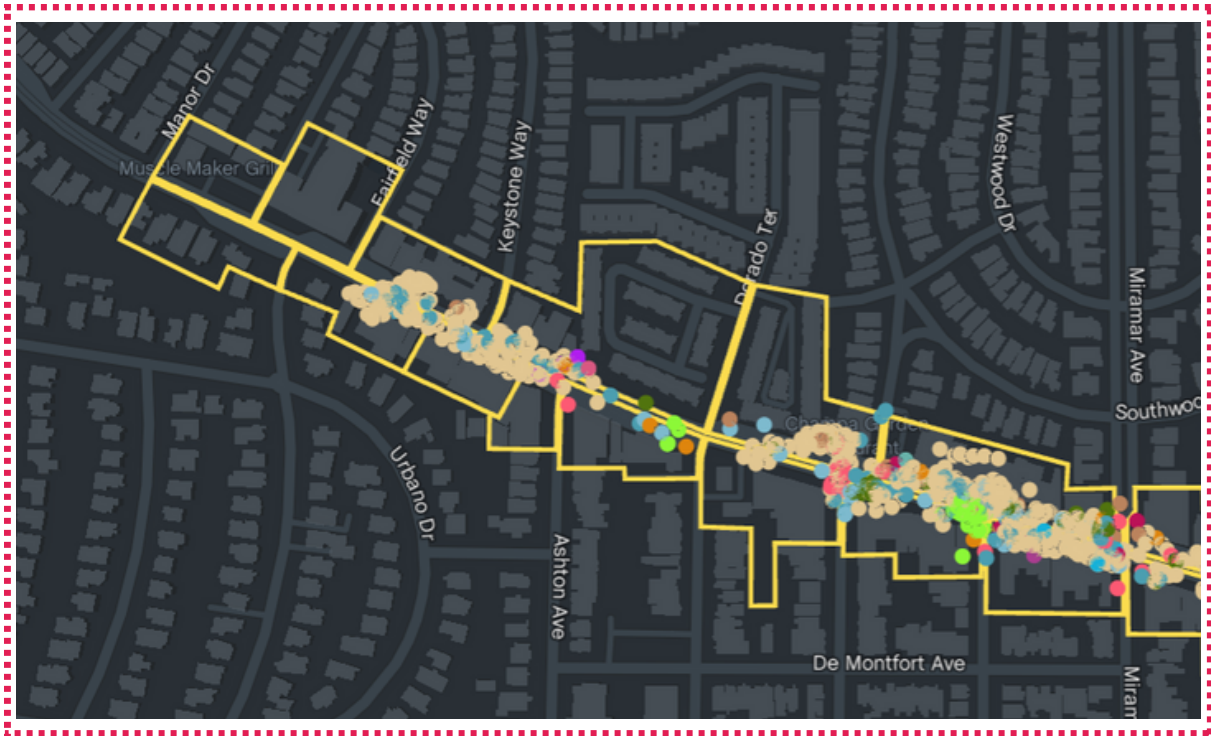 Manor Dr
Muscle Maker Grill
Fairfield Way
Keystone Way
Dorado Ter
Westwood Dr
Miramar Ave
Southwoo
Urbano Dr
Ashton Ave
De Montfort Ave
Miram